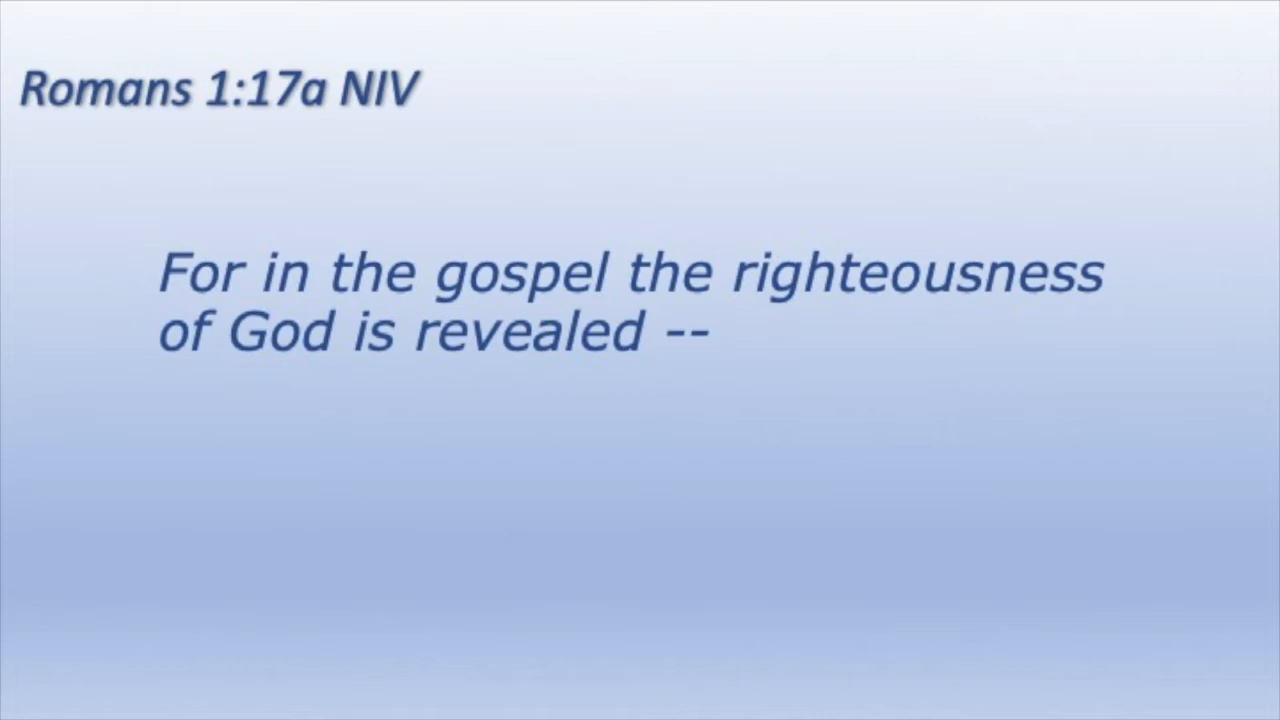 Romans 1:17a NIV
For in the gospel the righteousness
of God is revealed --